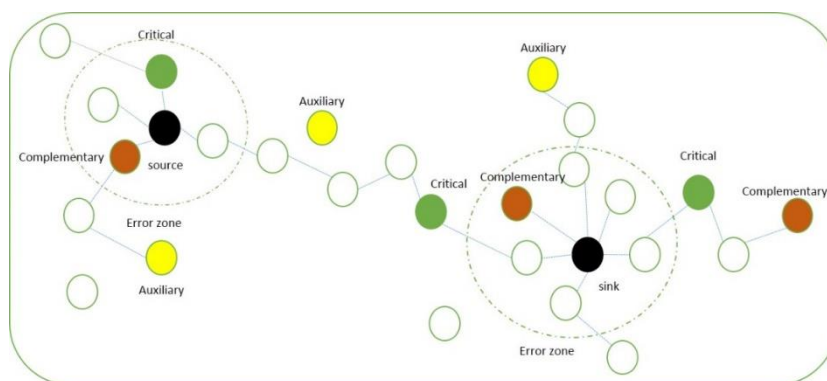 Critical
Auxiliary
Auxiliary
Complementary
source
Critical
Complementary
Critical
Complementary
Error zone
Auxiliary
sink
Error zone